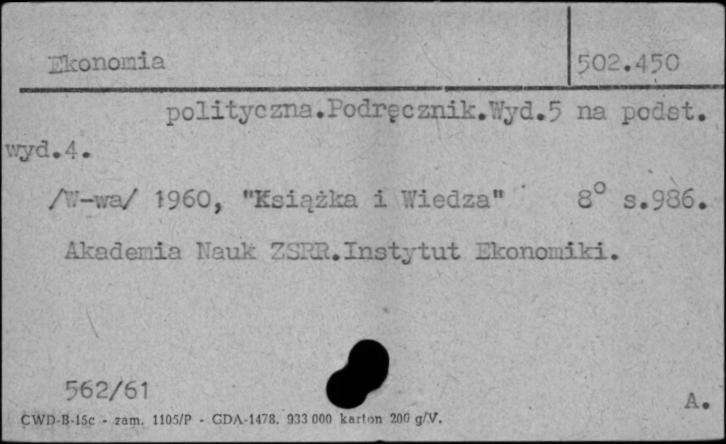 Ekonomia 502.450
polityczna.Podręcznik.Wyd.5 na podst.
wyd.4.
/W-wa/ 1960, "Książka i Wiedza" 8° s.986.
Akademia Nauk ZSRR.Instytut Ekonomiki.
562/61
A.
CWD-B-15c - zam. 1105/P - GDA-1478. 933 000 karton 200 g/V.